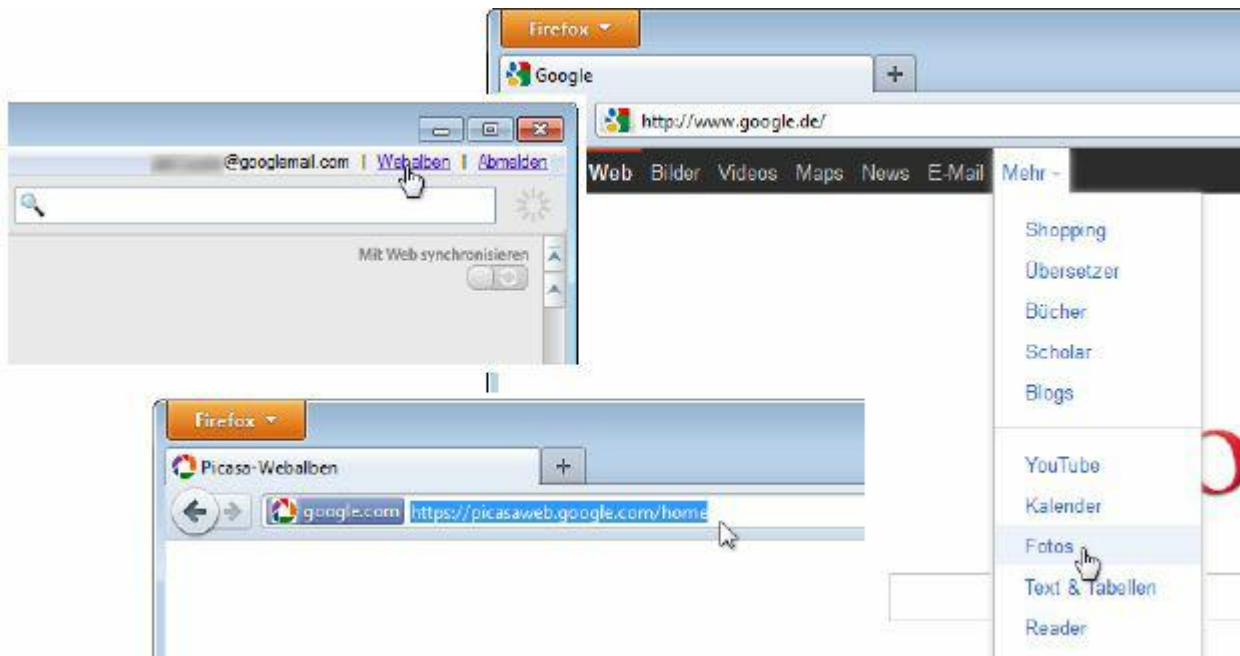 Firefox
Google
+
http://www.google.de/
Web Bilder Videos Maps News E-Mail Mehr
Shopping
Übersetzer
Bücher
Scholar
Blogs
YouTube
Kalender
Fotos
Text & Tabellen
Reader
@googlemail.com | Webalben | Abmelden
Mit Web synchronisieren
Firefox
Picasa-Webalben
+
google.com https://picasaweb.google.com/home